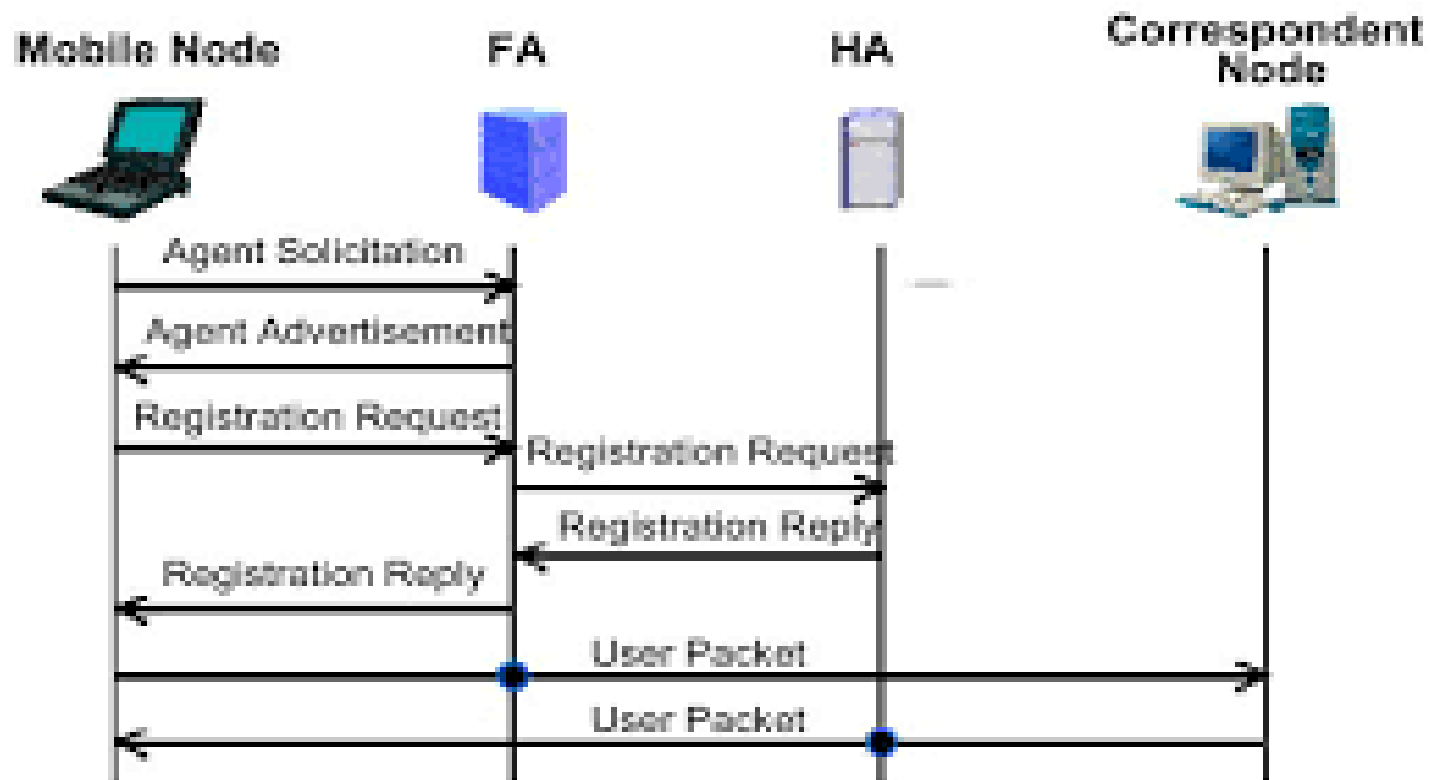 Mobile Node
FA
HA
Correspondent
Node
Agent Solicitation
Agent Advertisement
Registration Request
Registration Request
Registration Reply
Registration Reply
User Packet
User Packet